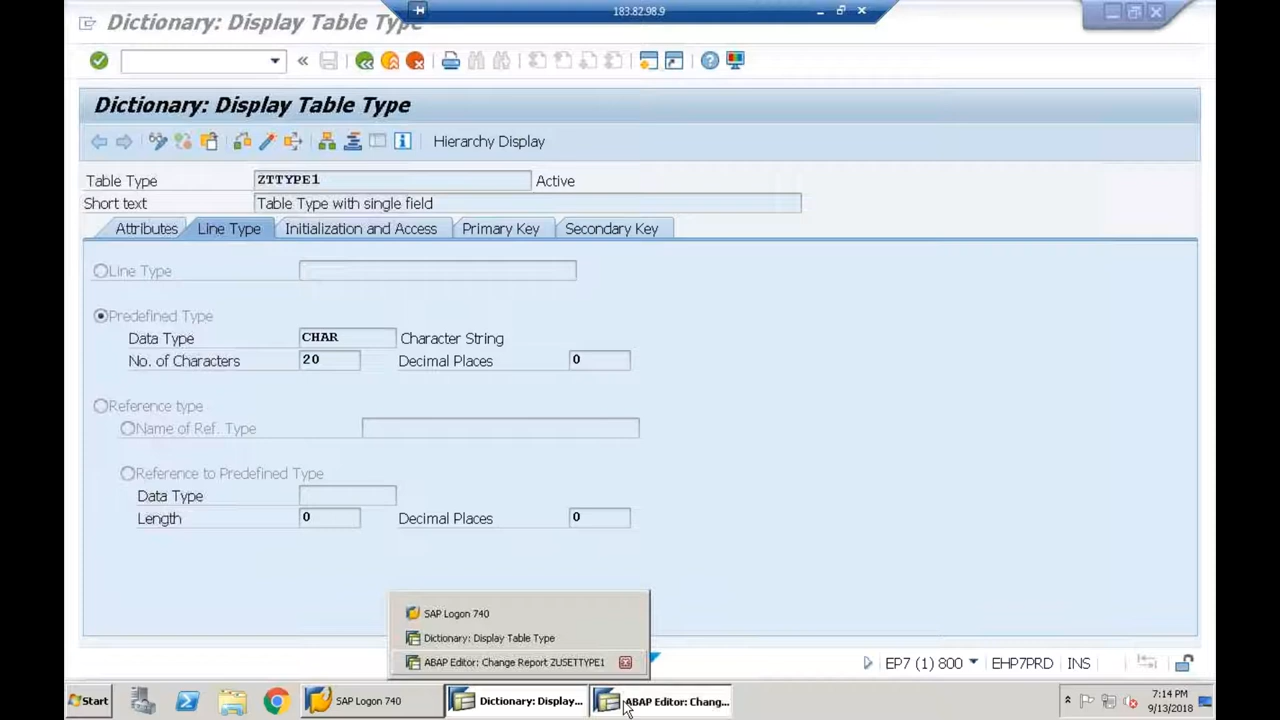 183.82.98.9
Dictionary: Display Table Type
Dictionary: Display Table Type
Hierarchy Display
Table Type ZTTYPE1 Active
Short text Table Type with single field
Attributes Line Type Initialization and Access Primary Key Secondary Key
Line Type
Predefined Type
Data Type CHAR Character String
No. of Characters 20 Decimal Places 0
Reference type
Name of Ref. Type
Reference to Predefined Type
Data Type
Length 0 Decimal Places 0
SAP Logon 740
Dictionary: Display Table Type
ABAP Editor: Change Report ZUSETTYPE1
EP7 (1) 800 EHP7PRD INS
Start SAP Logon 740 Dictionary: Display... ABAP Editor: Chang... 7:14 PM
9/13/2018